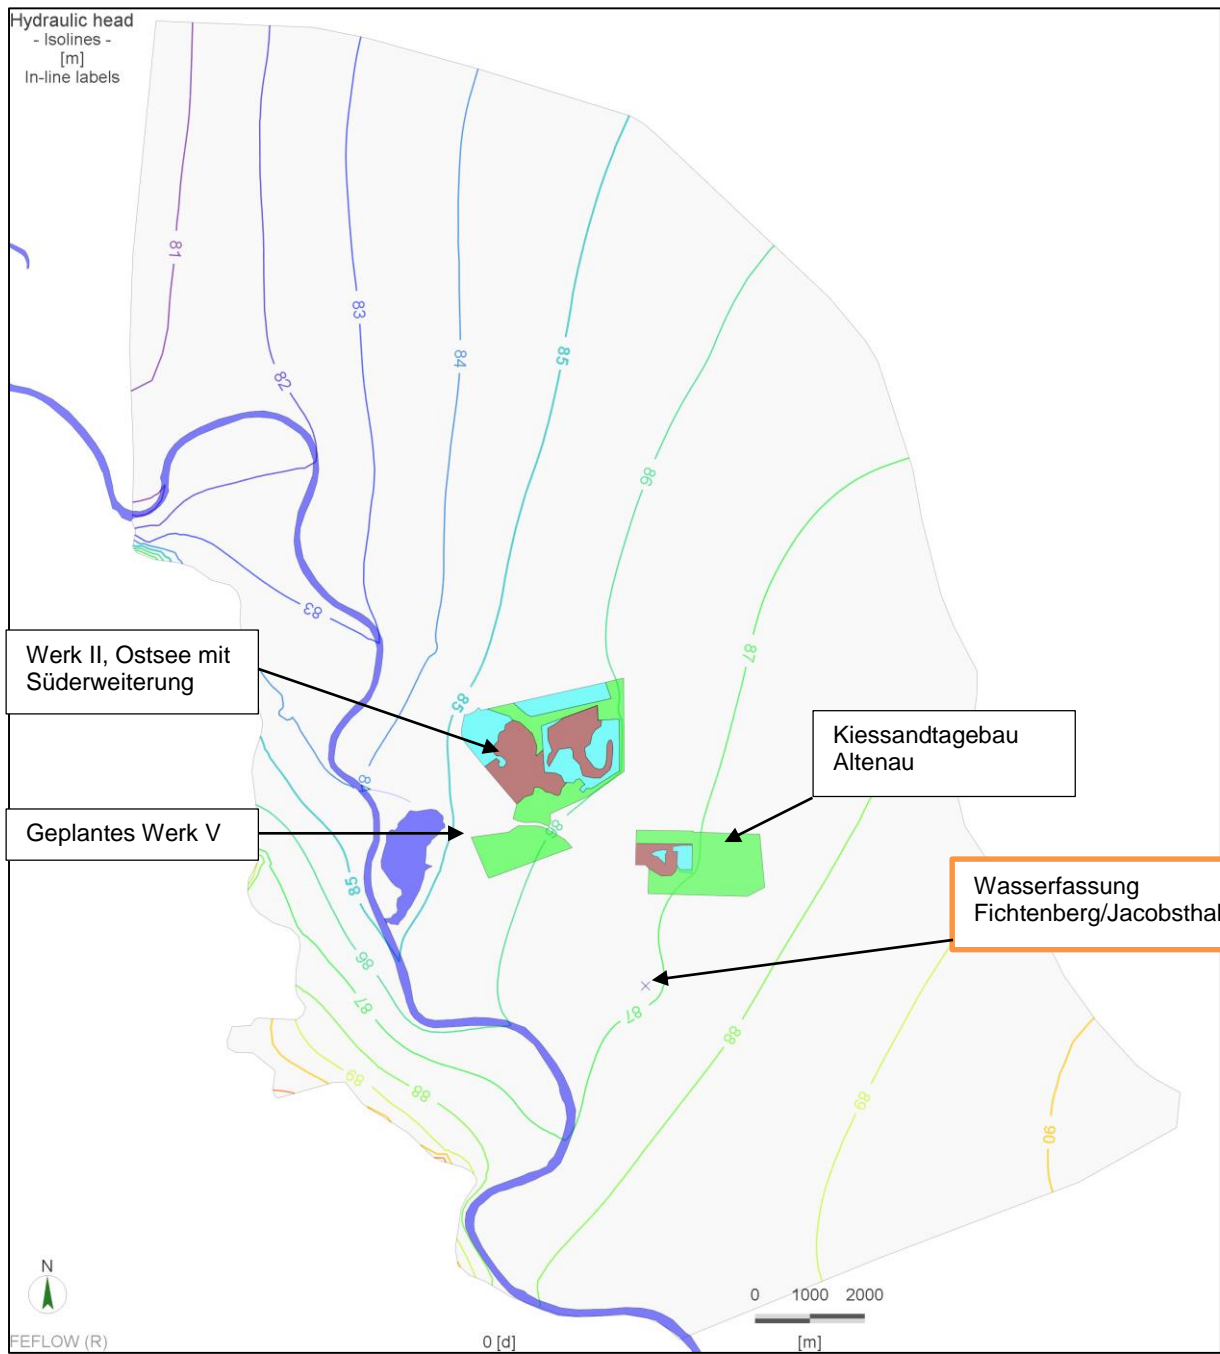 Hydraulic head
- Isolines -
[m]
In-line labels
81
82
83
84
85
86
87
83
85
84
86
85
86
87
87
88
88
89
89
90
Werk II, Ostsee mit
Süderweiterung
Geplantes Werk V
Kiessandtagebau
Altenau
Wasserfassung
Fichtenberg/Jacobsthal
N
0 1000 2000
FEFLOW (R)
0 [d]
[m]